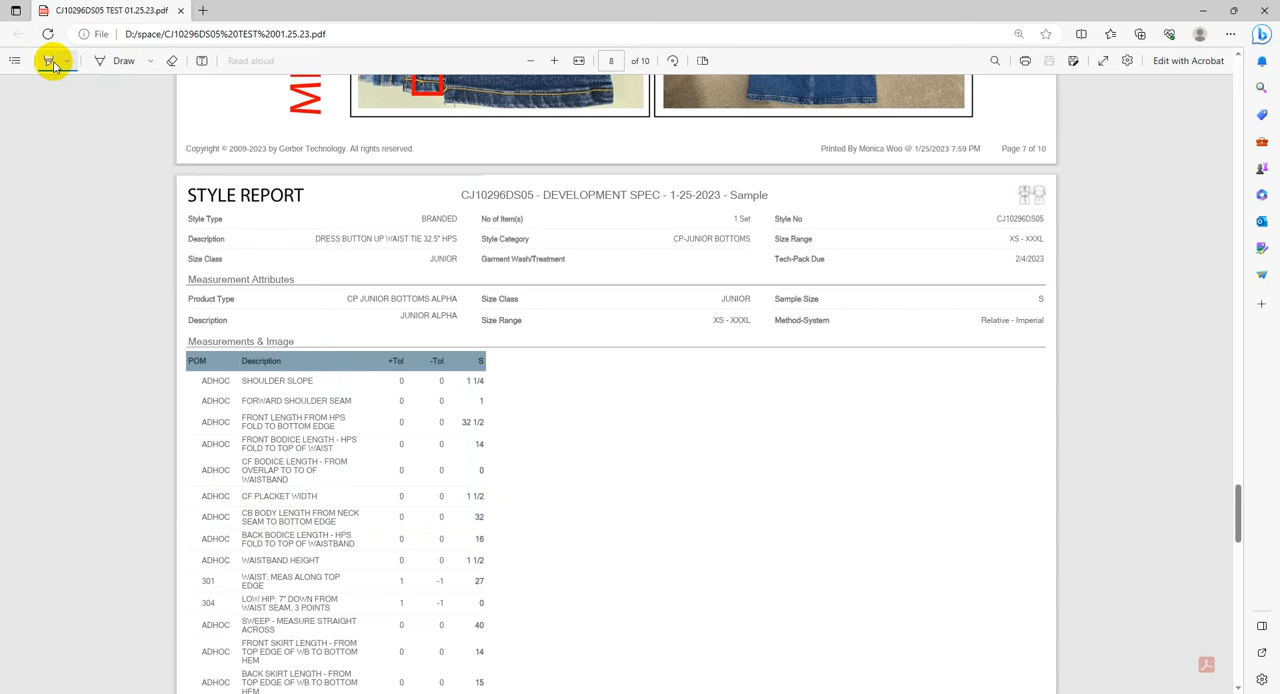 CJ10296DS05 TEST 01.25.23.pdf
File D:/space/CJ10296DS05%20TEST%2001.25.23.pdf
Draw Read aloud 8 of 10 Edit with Acrobat
Copyright © 2009-2023 by Gerber Technology. All rights reserved. Printed By Monica Woo @ 1/25/2023 7:59 PM Page 7 of 10
STYLE REPORT CJ10296DS05 - DEVELOPMENT SPEC - 1-25-2023 - Sample
Style Type BRANDED No of Item(s) 1 Set Style No CJ10296DS05
Description DRESS BUTTON UP WAIST TIE 32.5" HPS Style Category CP-JUNIOR BOTTOMS Size Range XS - XXXL
Size Class JUNIOR Garment Wash/Treatment Tech-Pack Due 2/4/2023
Measurement Attributes
Product Type CP JUNIOR BOTTOMS ALPHA Size Class JUNIOR Sample Size S
Description JUNIOR ALPHA Size Range XS - XXXL Method-System Relative - Imperial
Measurements & Image
POM Description +Tol -Tol S
ADHOC SHOULDER SLOPE 0 0 1 1/4
ADHOC FORWARD SHOULDER SEAM 0 0 1
ADHOC FRONT LENGTH FROM HPS 0 0 32 1/2
FOLD TO BOTTOM EDGE
ADHOC FRONT BODICE LENGTH - HPS 0 0 14
FOLD TO TOP OF WAIST
ADHOC CF BODICE LENGTH - FROM 0 0 0
OVERLAP TO TO OF
WAISTBAND
ADHOC CF PLACKET WIDTH 0 0 1 1/2
ADHOC CB BODY LENGTH FROM NECK 0 0 32
SEAM TO BOTTOM EDGE
ADHOC BACK BODICE LENGTH - HPS 0 0 16
FOLD TO TOP OF WAISTBAND
ADHOC WAISTBAND HEIGHT 0 0 1 1/2
301 WAIST: MEAS ALONG TOP 1 -1 27
EDGE
304 LOW HIP: 7" DOWN FROM 1 -1 0
WAIST SEAM, 3 POINTS
ADHOC SWEEP - MEASURE STRAIGHT 0 0 40
ACROSS
ADHOC FRONT SKIRT LENGTH - FROM 0 0 14
TOP EDGE OF WB TO BOTTOM
HEM
ADHOC BACK SKIRT LENGTH - FROM 0 0 15
TOP EDGE OF WB TO BOTTOM
HEM